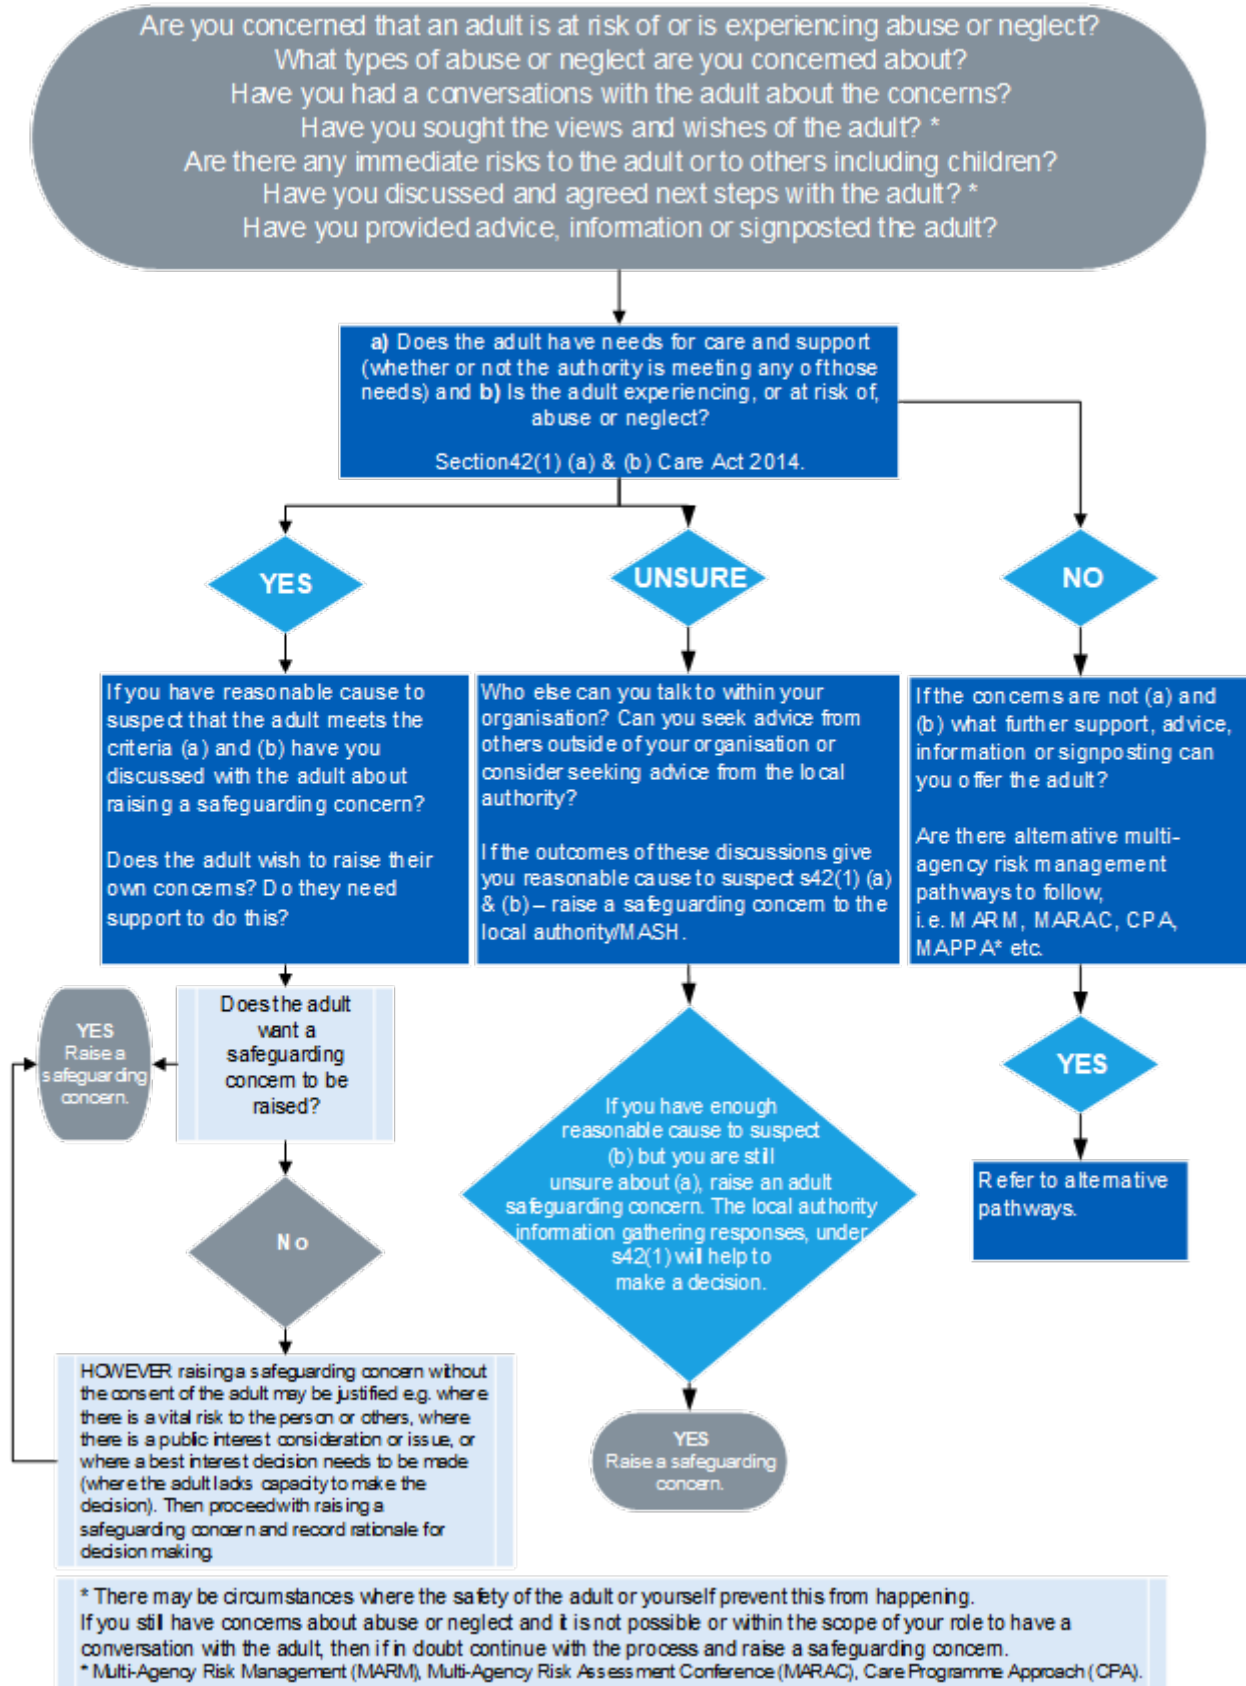 Are you concerned that an adult is at risk of or is experiencing abuse or neglect?
What types of abuse or neglect are you concerned about?
Have you had a conversations with the adult about the concerns?
Have you sought the views and wishes of the adult? *
Are there any immediate risks to the adult or to others including children?
Have you discussed and agreed next steps with the adult? *
Have you provided advice, information or signposted the adult?
a) Does the adult have needs for care and support
(whether or not the authority is meeting any of those
needs) and b) Is the adult experiencing, or at risk of,
abuse or neglect?
Section42(1) (a) & (b) Care Act 2014.
YES
UNSURE
NO
If you have reasonable cause to
suspect that the adult meets the
criteria (a) and (b) have you
discussed with the adult about
raising a safeguarding concern?
Does the adult wish to raise their
own concerns? Do they need
support to do this?
Who else can you talk to within your
organisation? Can you seek advice from
others outside of your organisation or
consider seeking advice from the local
authority?
If the outcomes of these discussions give
you reasonable cause to suspect s42(1) (a)
& (b) – raise a safeguarding concern to the
local authority/MASH.
If the concerns are not (a) and
(b) what further support, advice,
information or signposting can
you offer the adult?
Are there alternative multi-
agency risk management
pathways to follow,
i.e. MARM, MARAC, CPA,
MAPPA* etc.
YES
Raise a
safeguarding
concern.
Does the adult
want a
safeguarding
concern to be
raised?
No
HOWEVER raising a safeguarding concern without
the consent of the adult may be justified e.g. where
there is a vital risk to the person or others, where
there is a public interest consideration or issue, or
where a best interest decision needs to be made
(where the adult lacks capacity to make the
decision). Then proceed with raising a
safeguarding concern and record rationale for
decision making.
If you have enough
reasonable cause to suspect
(b) but you are still
unsure about (a), raise an adult
safeguarding concern. The local authority
information gathering responses, under
s42(1) will help to
make a decision.
YES
Raise a safeguarding
concern.
YES
Refer to alternative
pathways.
* There may be circumstances where the safety of the adult or yourself prevent this from happening.
If you still have concerns about abuse or neglect and it is not possible or within the scope of your role to have a
conversation with the adult, then if in doubt continue with the process and raise a safeguarding concern.
* Multi-Agency Risk Management (MARM), Multi-Agency Risk Assessment Conference (MARAC), Care Programme Approach (CPA).